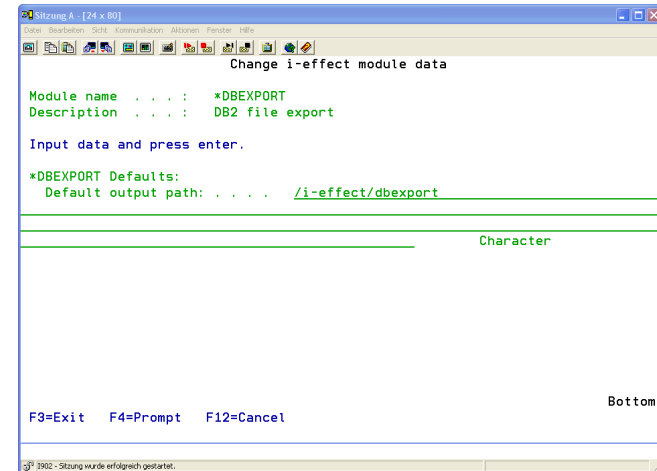 Sitzung A - [24 x 80]
Datei Bearbeiten Sicht Kommunikation Aktionen Fenster Hilfe
Change i-effect module data
Module name . . . : *DBEXPORT
Description . . . : DB2 file export
Input data and press enter.
*DBEXPORT Defaults:
Default output path: . . . . /i-effect/dbexport
Character
Bottom
F3=Exit F4=Prompt F12=Cancel
I902 - Sitzung wurde erfolgreich gestartet.